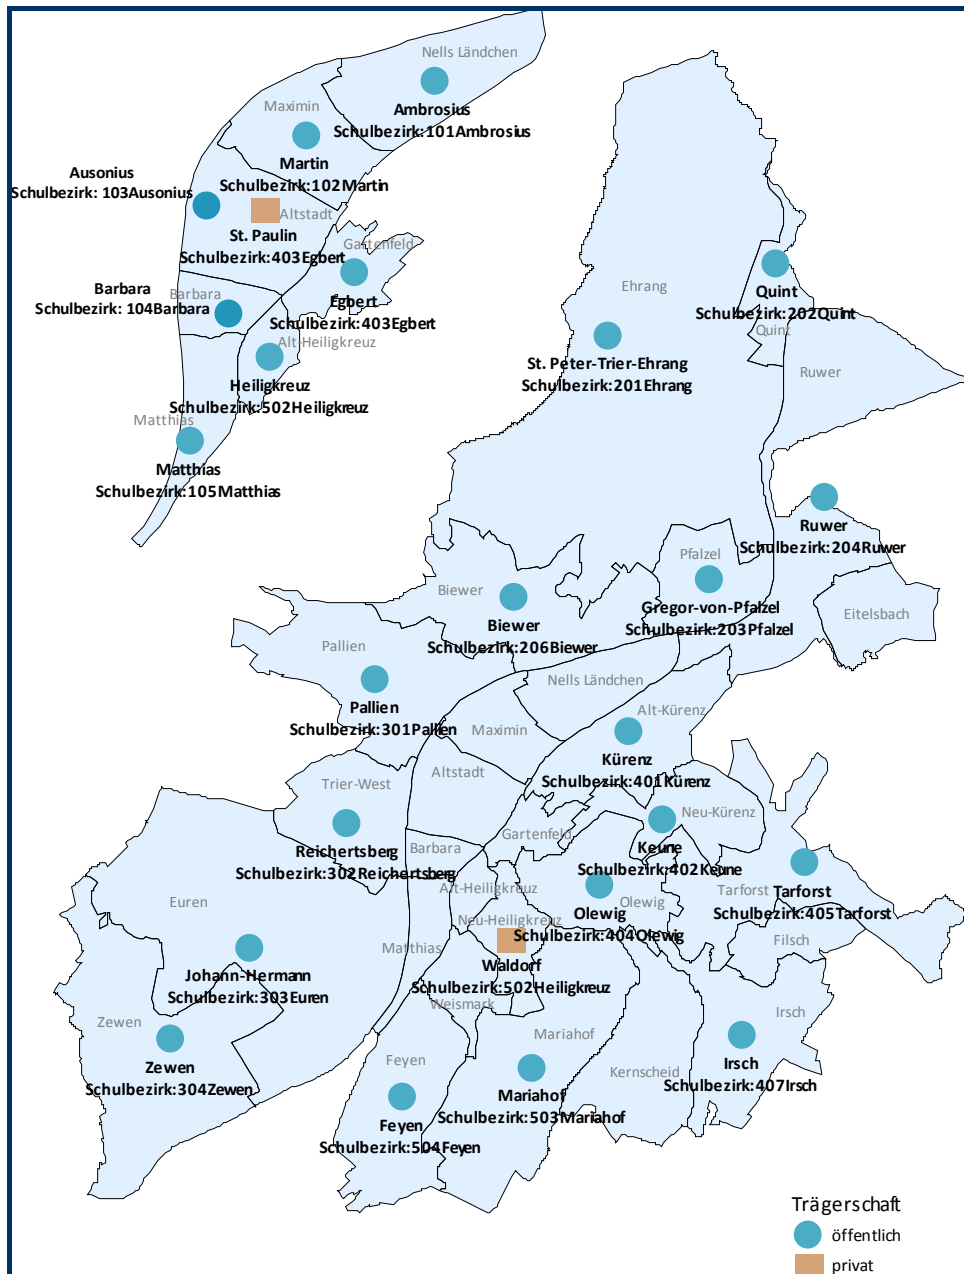 Nells Ländchen
Ambrosius
Schulbezirk:101Ambrosius
Maximin
Martin
Schulbezirk:102Martin
Ausonius
Schulbezirk: 103Ausonius
Altstadt
St. Paulin
Schulbezirk:403Egbert
Gartenfeld
Egbert
Schulbezirk:403Egbert
Barbara
Schulbezirk: 104Barbara
Barbara
Alt-Heiligkreuz
Heiligkreuz
Schulbezirk:502Heiligkreuz
Matthias
Matthias
Schulbezirk:105Matthias
Ehrang
St. Peter-Trier-Ehrang
Schulbezirk:201Ehrang
Quint
Schulbezirk:202Quint
Quint
Ruwer
Ruwer
Schulbezirk:204Ruwer
Pfalzel
Gregor-von-Pfalzel
Schulbezirk:203Pfalzel
Eitelsbach
Biewer
Biewer
Schulbezirk:206Biewer
Pallien
Pallien
Schulbezirk:301Pallien
Nells Ländchen
Maximin
Alt-Kürenz
Kürenz
Schulbezirk:401Kürenz
Altstadt
Trier-West
Reichertsberg
Schulbezirk:302Reichertsberg
Barbara
Gartenfeld
Neu-Kürenz
Keune
Schulbezirk:402Keune
Alt-Heiligkreuz
Olewig
Olewig
Schulbezirk:404Olewig
Tarforst
Tarforst
Schulbezirk:405Tarforst
Filsch
Euren
Johann-Hermann
Schulbezirk:303Euren
Matthias
Neu-Heiligkreuz
Waldorf
Schulbezirk:502Heiligkreuz
Weismark
Zewen
Zewen
Schulbezirk:304Zewen
Feyen
Feyen
Schulbezirk:504Feyen
Mariahof
Mariahof
Schulbezirk:503Mariahof
Kernscheid
Irsch
Irsch
Schulbezirk:407Irsch
Trägerschaft
öffentlich
privat